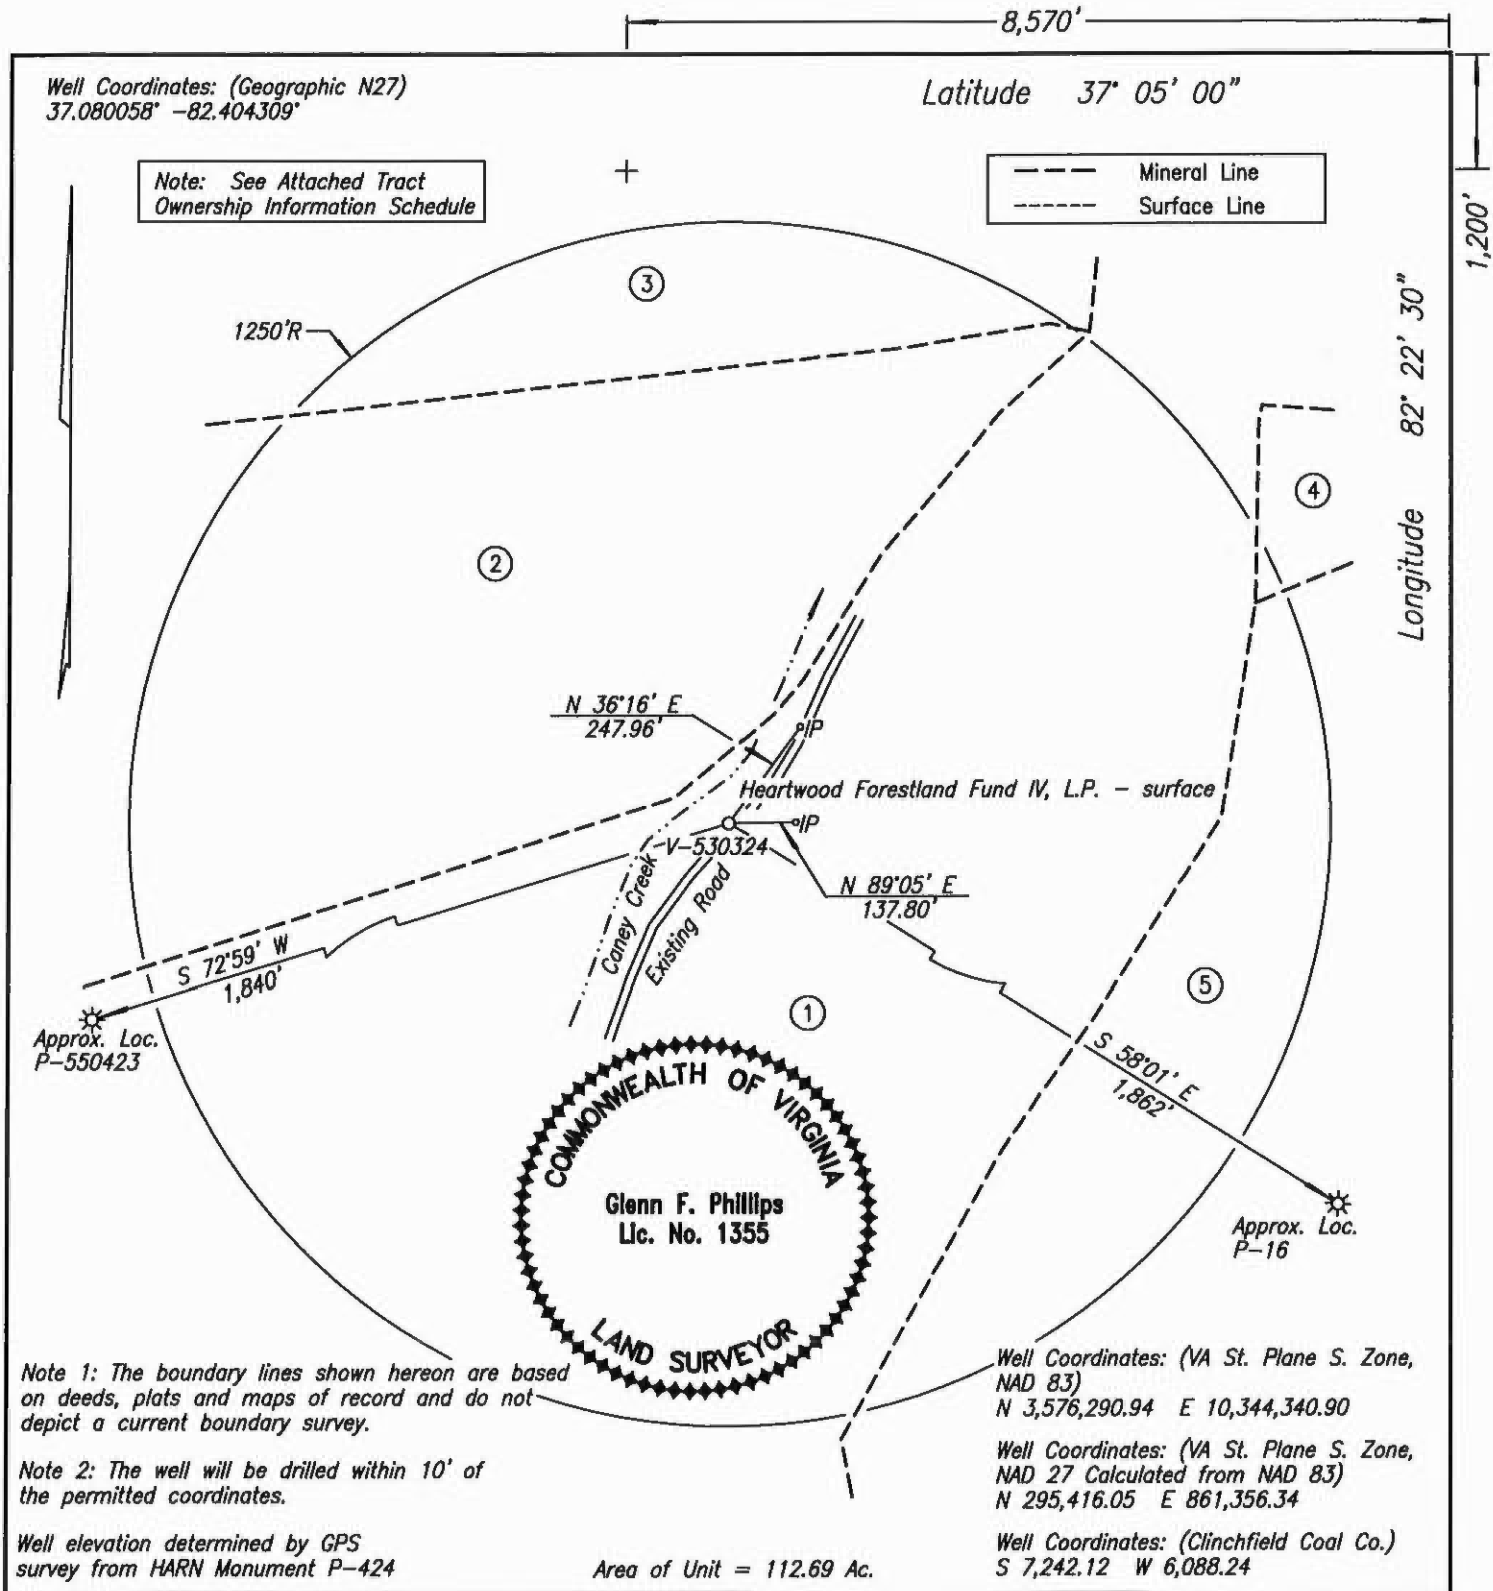 8,570'
Well Coordinates: (Geographic N27)
37.080058° -82.404309°
Latitude 37° 05' 00"
Note: See Attached Tract
Ownership Information Schedule
Mineral Line
Surface Line
1,200'
Longitude 82° 22' 30"
3
1250'R
4
2
N 36°16' E
247.96'
IP
Heartwood Forestland Fund IV, L.P. – surface
IP
V-530324
N 89°05' E
137.80'
Caney Creek
Existing Road
S 72°59' W
1,840'
Approx. Loc.
P-550423
5
1
S 58°01' E
1,862'
Approx. Loc.
P-16
COMMONWEALTH OF VIRGINIA
Glenn F. Phillips
Lic. No. 1355
LAND SURVEYOR
Note 1: The boundary lines shown hereon are based
on deeds, plats and maps of record and do not
depict a current boundary survey.
Note 2: The well will be drilled within 10' of
the permitted coordinates.
Well elevation determined by GPS
survey from HARN Monument P-424
Area of Unit = 112.69 Ac.
Well Coordinates: (VA St. Plane S. Zone,
NAD 83)
N 3,576,290.94 E 10,344,340.90
Well Coordinates: (VA St. Plane S. Zone,
NAD 27 Calculated from NAD 83)
N 295,416.05 E 861,356.34
Well Coordinates: (Clinchfield Coal Co.)
S 7,242.12 W 6,088.24